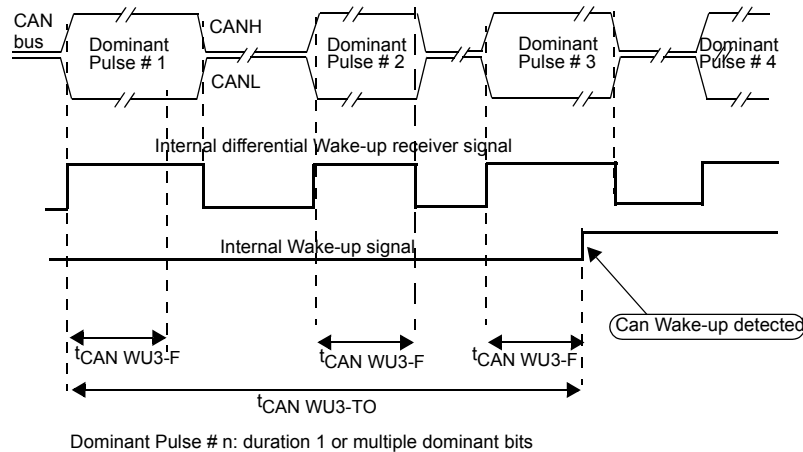 CAN
bus
CANH
CANL
Dominant
Pulse # 1
Dominant
Pulse # 2
Dominant
Pulse # 3
Dominant
Pulse # 4
Internal differential Wake-up receiver signal
Internal Wake-up signal
Can Wake-up detected
tCAN WU3-F
tCAN WU3-F
tCAN WU3-F
tCAN WU3-TO
Dominant Pulse # n: duration 1 or multiple dominant bits